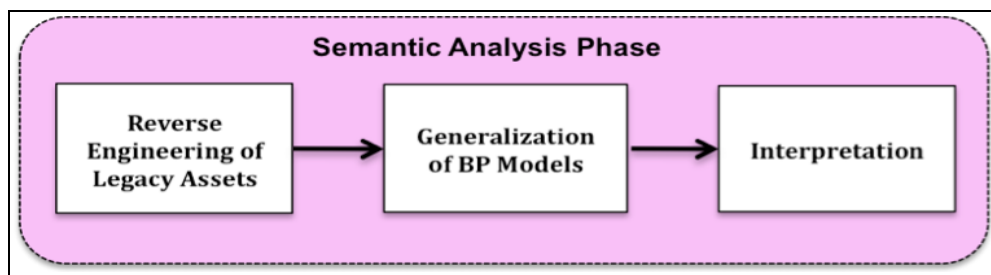 Semantic Analysis Phase
Reverse
Engineering of
Legacy Assets
Generalization
of BP Models
Interpretation